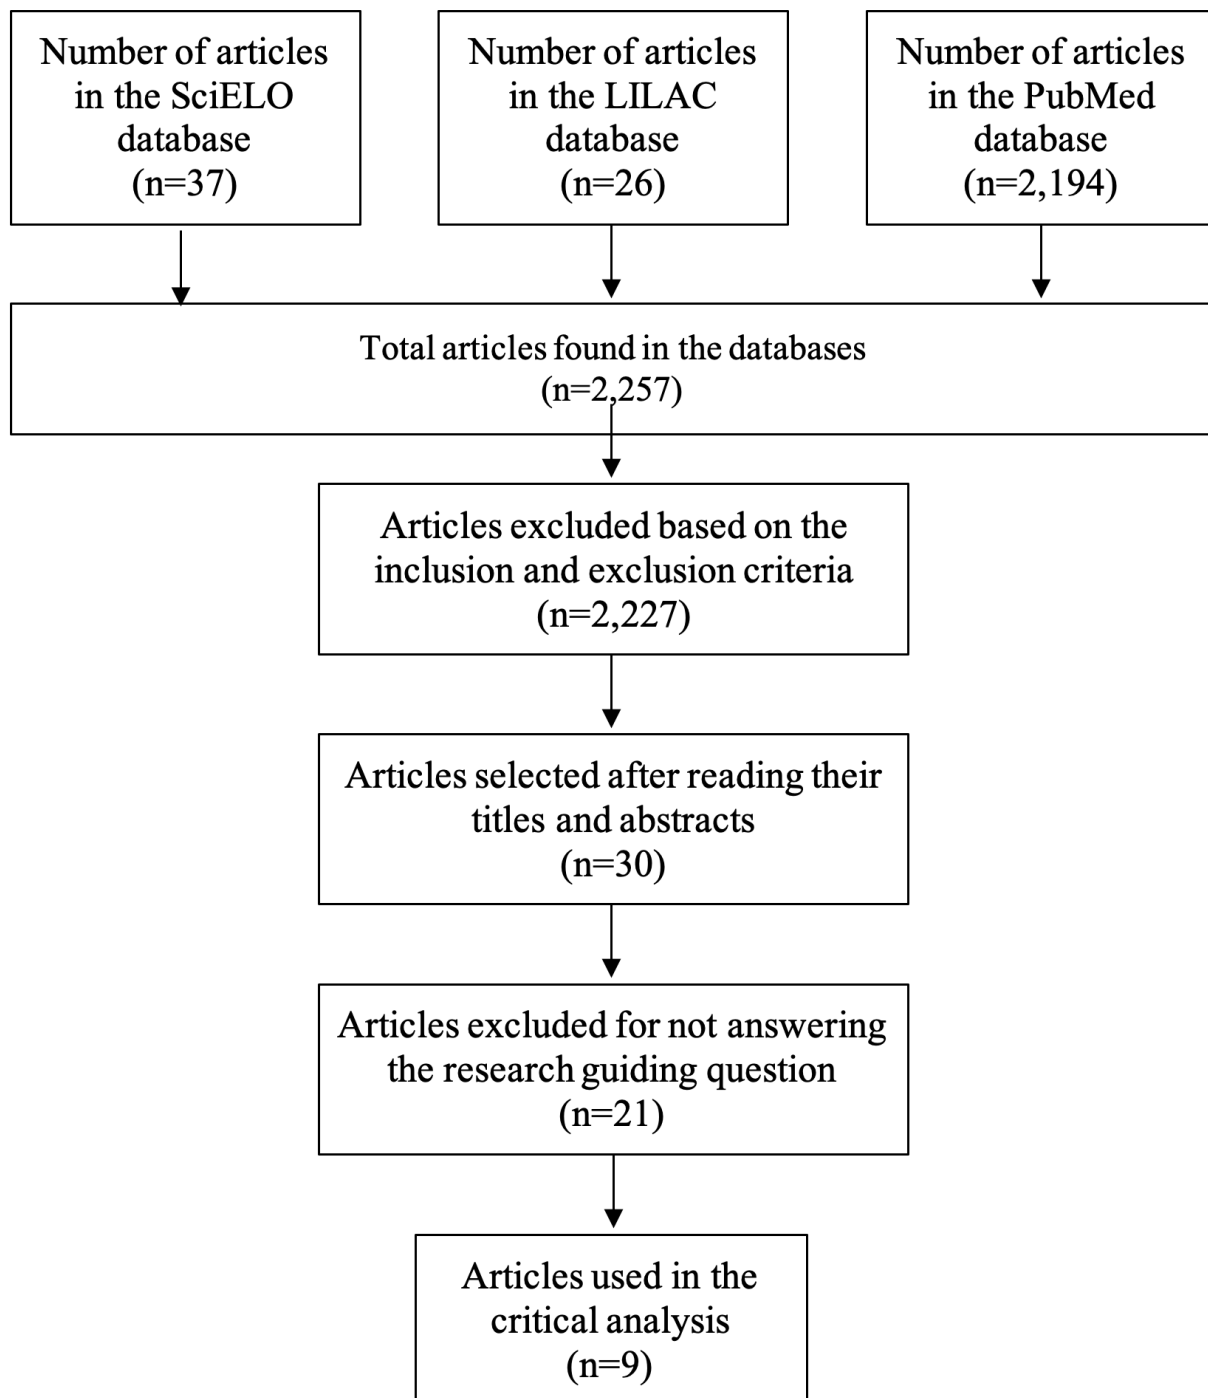 Number of articles
in the SciELO
database
(n=37)
Number of articles
in the LILAC
database
(n=26)
Number of articles
in the PubMed
database
(n=2,194)
Total articles found in the databases
(n=2,257)
Articles excluded based on the
inclusion and exclusion criteria
(n=2,227)
Articles selected after reading their
titles and abstracts
(n=30)
Articles excluded for not answering
the research guiding question
(n=21)
Articles used in the
critical analysis
(n=9)